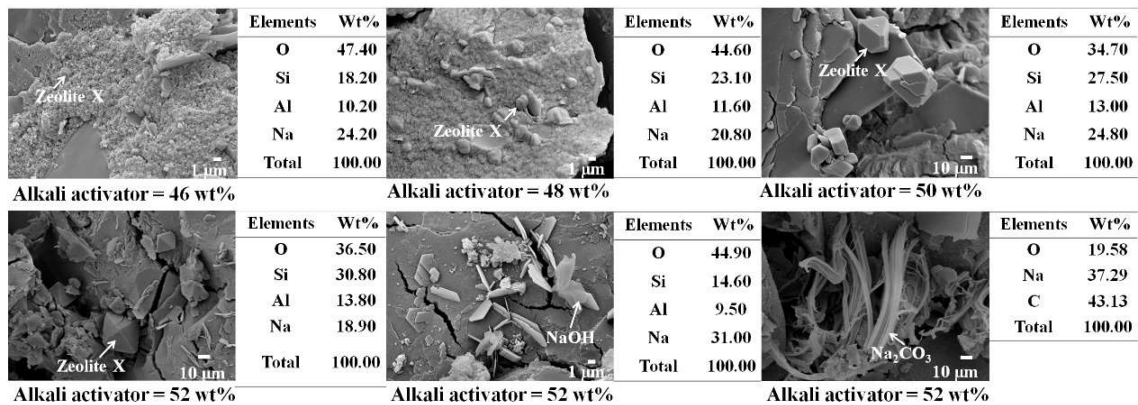 Elements Wt%
O 47.40
Si 18.20
Al 10.20
Na 24.20
Total 100.00
Zeolite X
1 μm
Alkali activator = 46 wt%
Elements Wt%
O 44.60
Si 23.10
Al 11.60
Na 20.80
Total 100.00
Zeolite X
1 μm
Alkali activator = 48 wt%
Elements Wt%
O 34.70
Si 27.50
Al 13.00
Na 24.80
Total 100.00
Zeolite X
10 μm
Alkali activator = 50 wt%
Elements Wt%
O 36.50
Si 30.80
Al 13.80
Na 18.90
Total 100.00
Zeolite X
10 μm
Alkali activator = 52 wt%
Elements Wt%
O 44.90
Si 14.60
Al 9.50
Na 31.00
Total 100.00
NaOH
1 μm
Alkali activator = 52 wt%
Elements Wt%
O 19.58
Na 37.29
C 43.13
Total 100.00
Na₂CO₃
10 μm
Alkali activator = 52 wt%